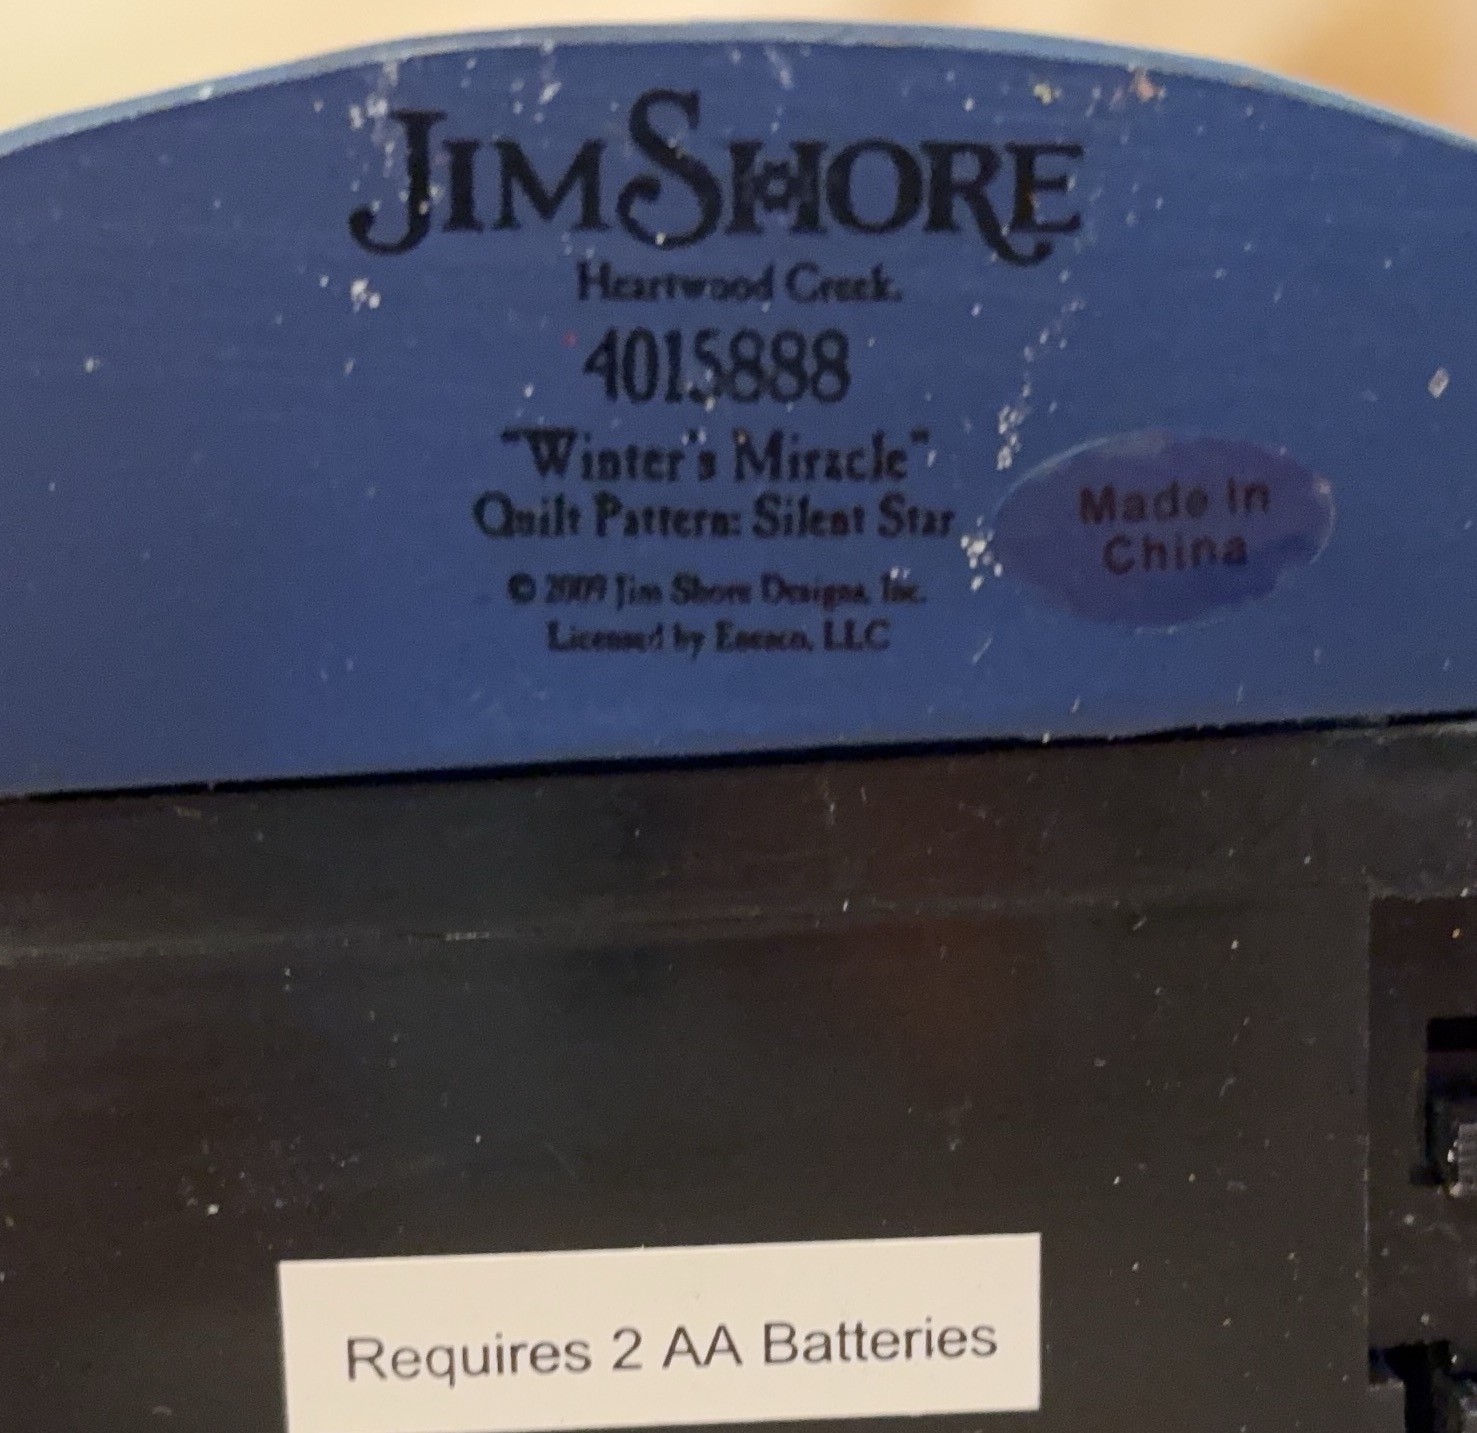 JIM SHORE
Heartwood Creek.
4015888
"Winter's Miracle"
Quilt Pattern: Silent Star
Made in
China
© 2009 Jim Shore Designs, Inc.
Licensed by Enesco, LLC
Requires 2 AA Batteries